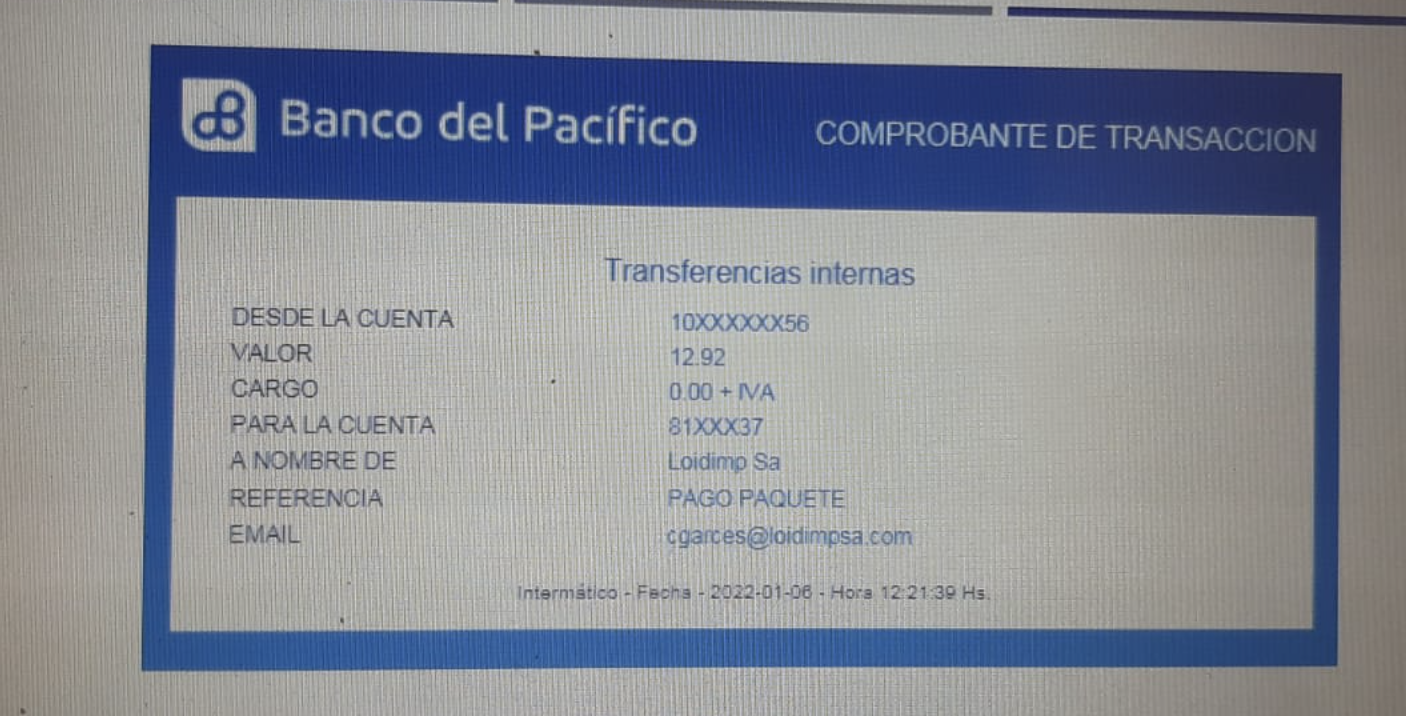 Banco del Pacífico
COMPROBANTE DE TRANSACCION
Transferencias internas
DESDE LA CUENTA 10XXXXXX56
VALOR 12.92
CARGO 0.00 + IVA
PARA LA CUENTA 81XXX37
A NOMBRE DE Loidimp Sa
REFERENCIA PAGO PAQUETE
EMAIL cgarces@loidimpsa.com
Intermático - Fecha - 2022-01-06 - Hora 12:21:39 Hs.